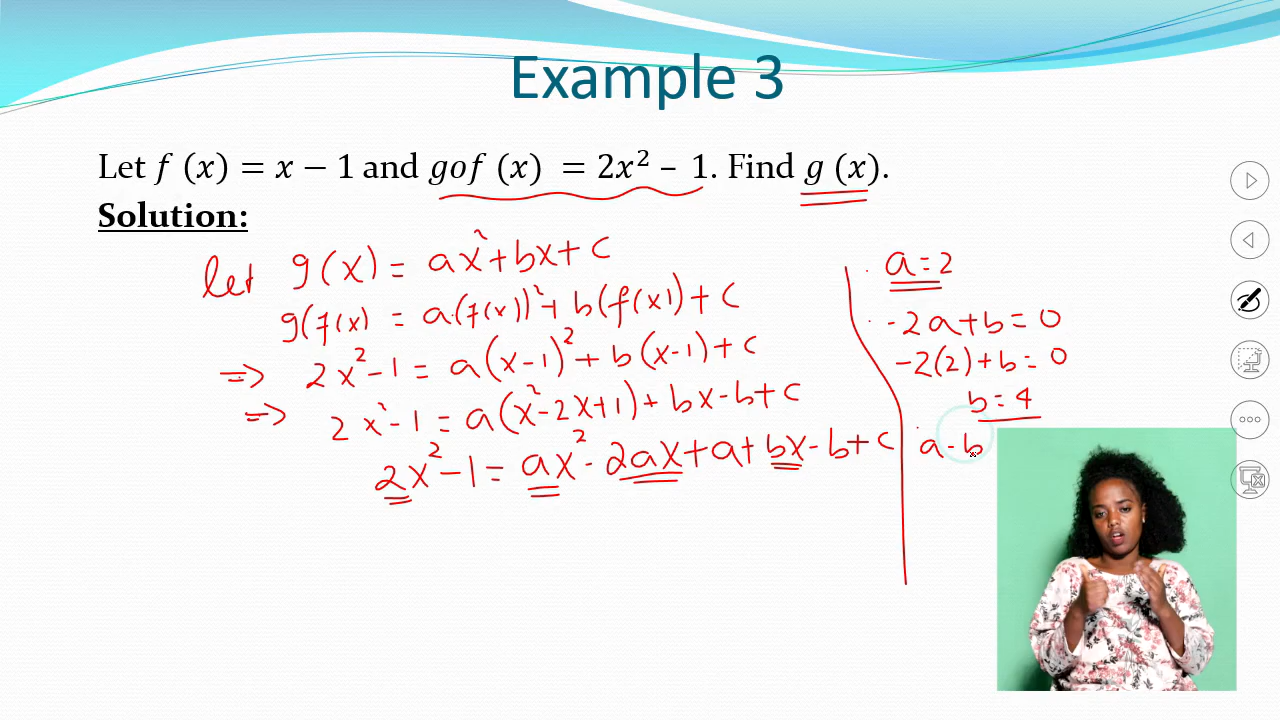 Example 3
Let f (x) = x − 1 and gof (x) = 2x² – 1. Find g (x).
Solution:
let g(x) = ax² + bx + c
g(f(x) = a·(f(x))² + b(f(x)) + c
⇒ 2x² - 1 = a(x-1)² + b(x-1) + c
⇒ 2x² - 1 = a(x² - 2x + 1) + bx - b + c
2x² - 1 = ax² - 2ax + a + bx - b + c
a = 2
-2a + b = 0
-2(2) + b = 0
b = 4
a - b